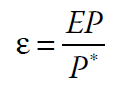 ε = EP / P*